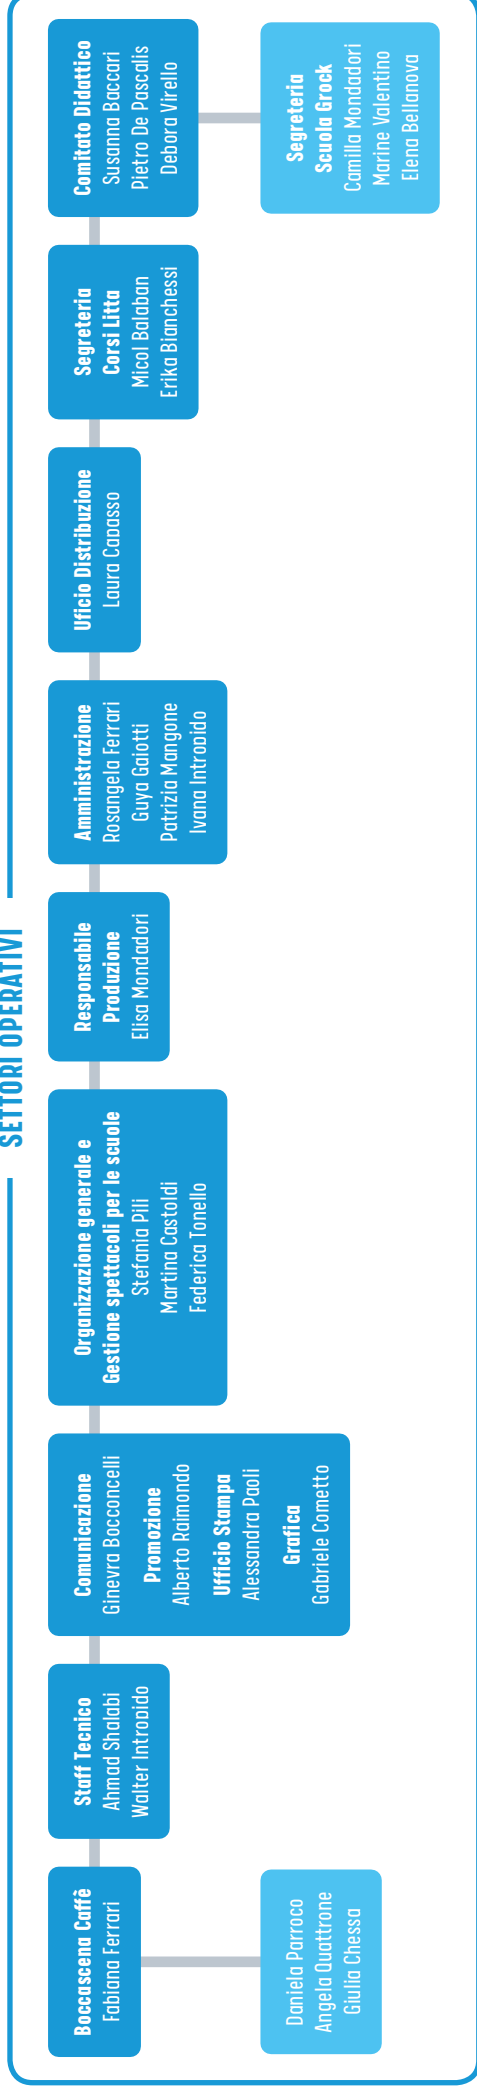 SETTORI OPERATIVI
Boccascena Caffè
Fabiana Ferrari
Daniela Parroco
Angela Quattrone
Giulia Chessa
Staff Tecnico
Ahmad Shalabi
Walter Intropido
Comunicazione
Ginevra Bocconcelli
Promozione
Alberto Raimondo
Ufficio Stampa
Alessandra Paoli
Grafica
Gabriele Cometto
Organizzazione generale e
Gestione spettacoli per le scuole
Stefania Pili
Martina Castoldi
Federica Tonello
Responsabile
Produzione
Elisa Mondadori
Amministrazione
Rosangela Ferrari
Guya Gaiotti
Patrizia Mangone
Ivana Intropido
Uficio Distribuzione
Laura Capasso
Segreteria
Corsi Litta
Micol Balaban
Erika Bianchessi
Comitato Didattico
Susanna Baccari
Pietro De Pascalis
Debora Virello
Segreteria
Scuola Grock
Camilla Mondadori
Marine Valentino
Elena Bellanova